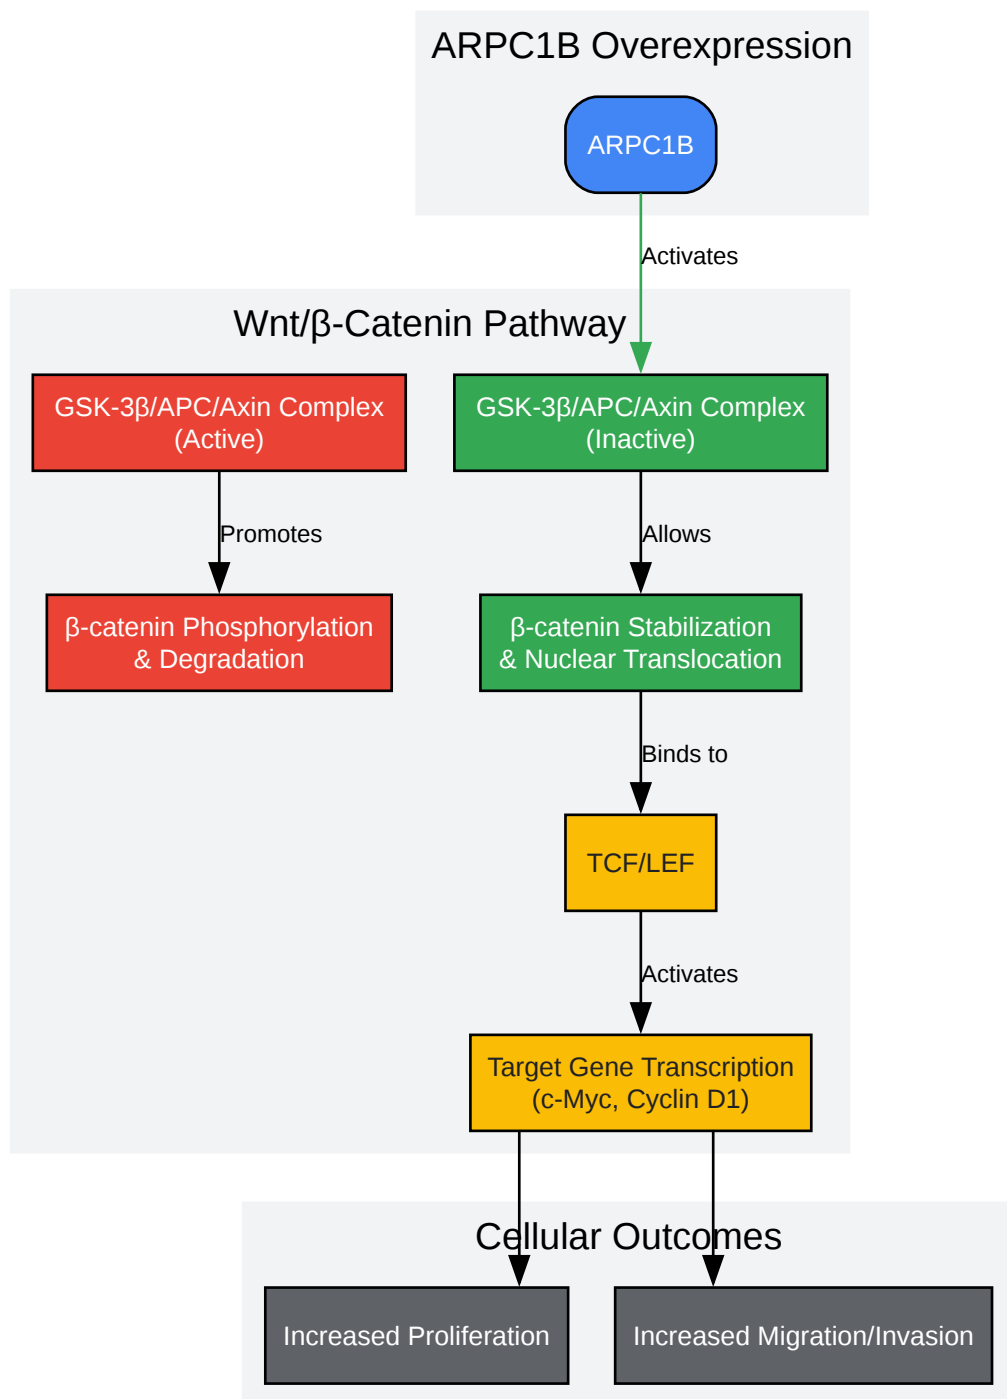 ARPC1B Overexpression
ARPC1B
Activates
Wnt/β-Catenin Pathway
GSK-3β/APC/Axin Complex
(Active)
GSK-3β/APC/Axin Complex
(Inactive)
Promotes
Allows
β-catenin Phosphorylation
& Degradation
β-catenin Stabilization
& Nuclear Translocation
Binds to
TCF/LEF
Activates
Target Gene Transcription
(c-Myc, Cyclin D1)
Cellular Outcomes
Increased Proliferation
Increased Migration/Invasion